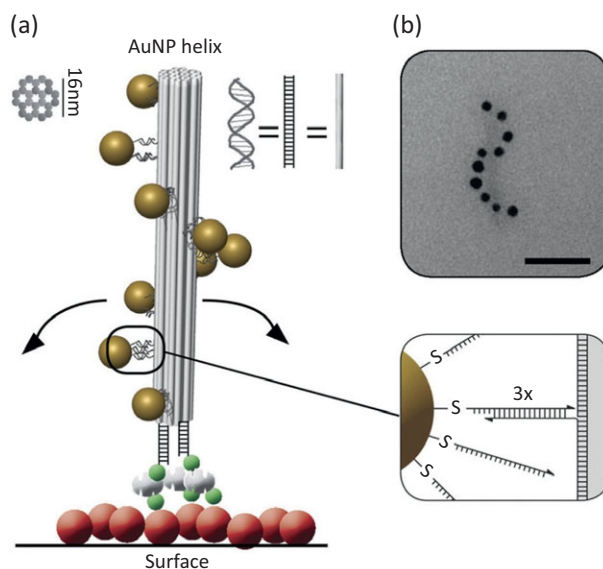 (a)
AuNP helix
16nm
=
=
Surface
(b)
S
S
3x
S
S